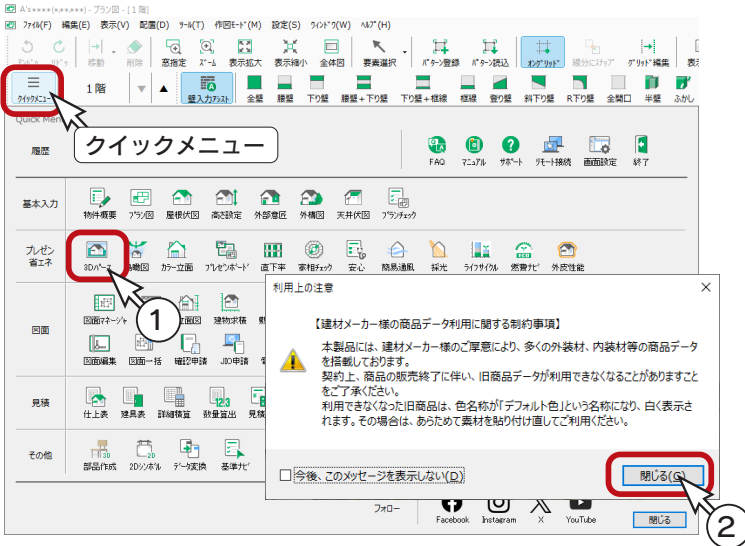 A's****(*,**,***) - プラン図 - [1 階]
ファイル(F) 編集(E) 表示(V) 配置(D) ツール(T) 作図モード(M) 設定(S) ウィンドウ(W) ヘルプ(H)
移動 削除 窓指定 ズーム 表示拡大 表示縮小 全体図 要素選択 パターン登録 パターン読込 オングリッド 線分にスナップ グリッド編集
クイックメニュー 1 階 壁入力アシスト 全壁 腰壁 下り壁 腰壁+下り壁 下り壁+框線 框線 登り壁 斜下り壁 R下り壁 全開口 半壁 ふかし
Quick Men
クイックメニュー
履歴
FAQ マニュアル サポート リモート接続 画面設定 終了
基本入力
物件概要 プラン図 屋根伏図 高さ設定 外部意匠 外構図 天井伏図 プランチェック
プレゼン
省エネ
3Dパース 鳥瞰図 カラー立面 プレゼンボード 直下率 家相チェック 安心 簡易通風 採光 ライフサイクル 燃費ナビ 外皮性能
1
図面
図面マネージャ 立面図 建物求積
図面編集 図面一括 確認申請 JIO申請
見積
仕上表 建具表 詳細積算 数量算出 見積
その他
部品作成 2Dシンボル データ変換 基準ナビ
利用上の注意
【建材メーカー様の商品データ利用に関する制約事項】
本製品には、建材メーカー様のご厚意により、多くの外装材、内装材等の商品データ
を搭載しております。
契約上、商品の販売終了に伴い、旧商品データが利用できなくなることがありますこと
をご了承ください。
利用できなくなった旧商品は、色名称が「デフォルト色」という名称になり、白く表示さ
れます。その場合は、あらためて素材を貼り付け直してご利用ください。
今後、このメッセージを表示しない(D)
閉じる(C)
2
フォロー
Facebook Instagram X YouTube
閉じる